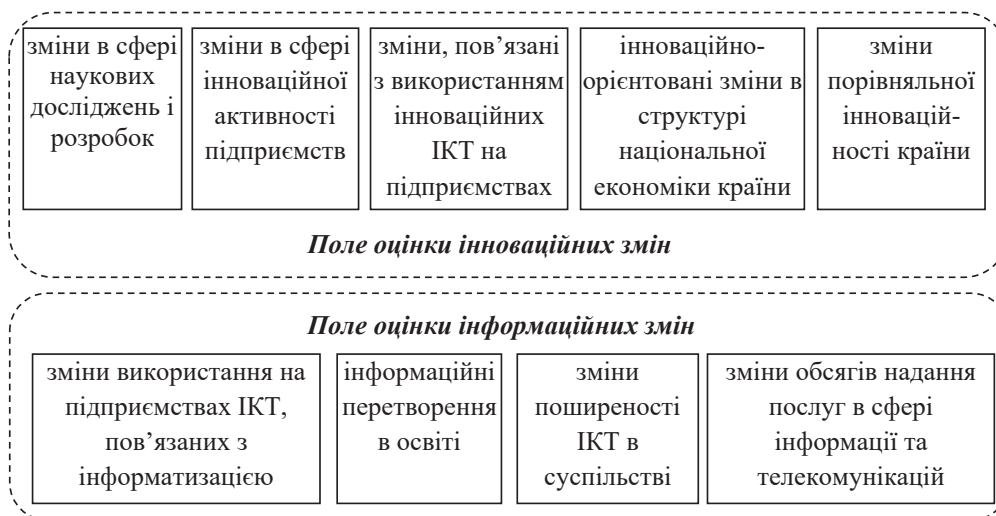 зміни в сфері
наукових
досліджень і
розробок
зміни в сфері
інноваційної
активності
підприємств
зміни, пов’язані
з використанням
інноваційних
ІКТ на
підприємствах
інноваційно-
орієнтовані зміни в
структурі
національної
економіки країни
зміни
порівняльної
інновацій-
ності країни
Поле оцінки інноваційних змін
Поле оцінки інформаційних змін
зміни використання на
підприємствах ІКТ,
пов’язаних з
інформатизацією
інформаційні
перетворення
в освіті
зміни
поширеності
ІКТ в
суспільстві
зміни обсягів надання
послуг в сфері
інформації та
телекомунікацій